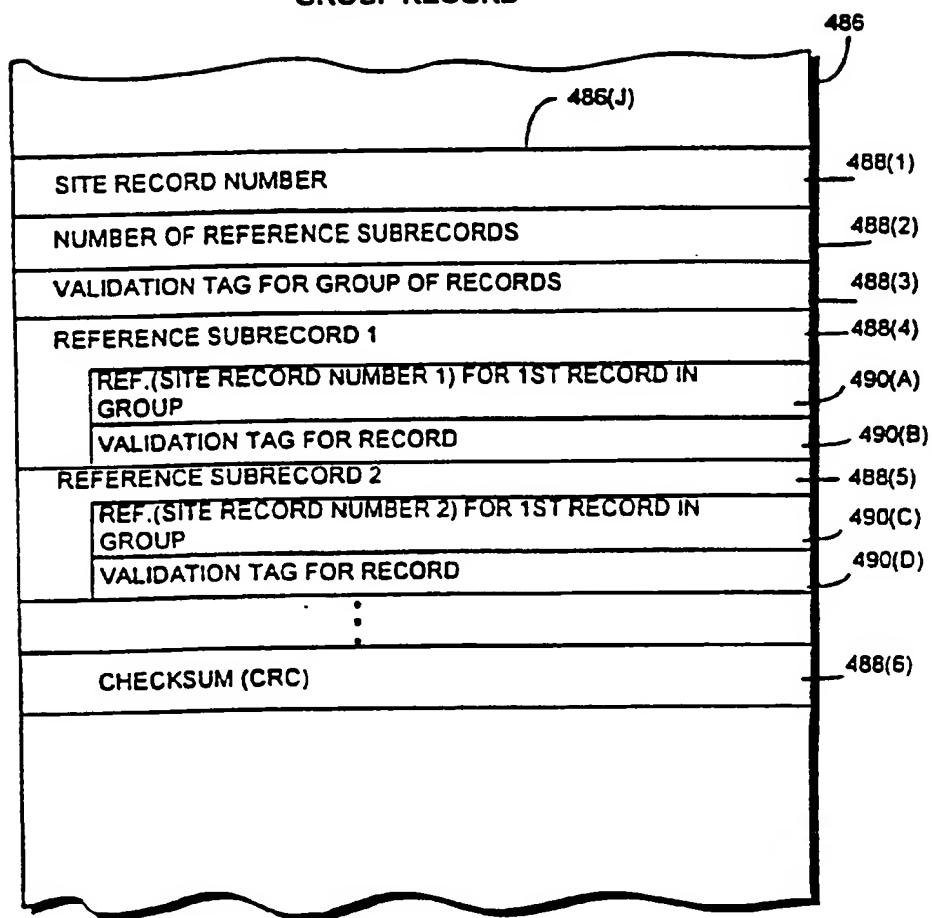 GROUP RECORD
486
486(J)
SITE RECORD NUMBER
488(1)
NUMBER OF REFERENCE SUBRECORDS
488(2)
VALIDATION TAG FOR GROUP OF RECORDS
488(3)
REFERENCE SUBRECORD 1
488(4)
REF.(SITE RECORD NUMBER 1) FOR 1ST RECORD IN
GROUP
490(A)
VALIDATION TAG FOR RECORD
490(B)
REFERENCE SUBRECORD 2
488(5)
REF.(SITE RECORD NUMBER 2) FOR 1ST RECORD IN
GROUP
490(C)
VALIDATION TAG FOR RECORD
490(D)
CHECKSUM (CRC)
488(6)